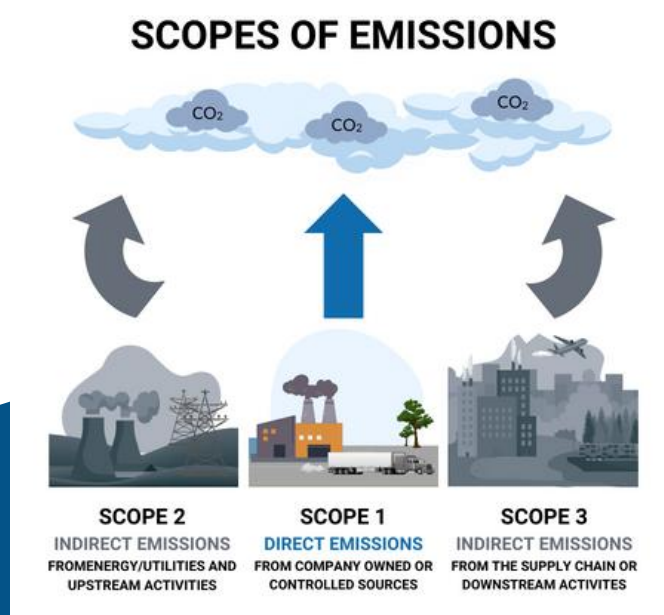 SCOPES OF EMISSIONS
CO₂
CO₂
CO₂
SCOPE 2
INDIRECT EMISSIONS
FROMENERGY/UTILITIES AND
UPSTREAM ACTIVITIES
SCOPE 1
DIRECT EMISSIONS
FROM COMPANY OWNED OR
CONTROLLED SOURCES
SCOPE 3
INDIRECT EMISSIONS
FROM THE SUPPLY CHAIN OR
DOWNSTREAM ACTIVITES